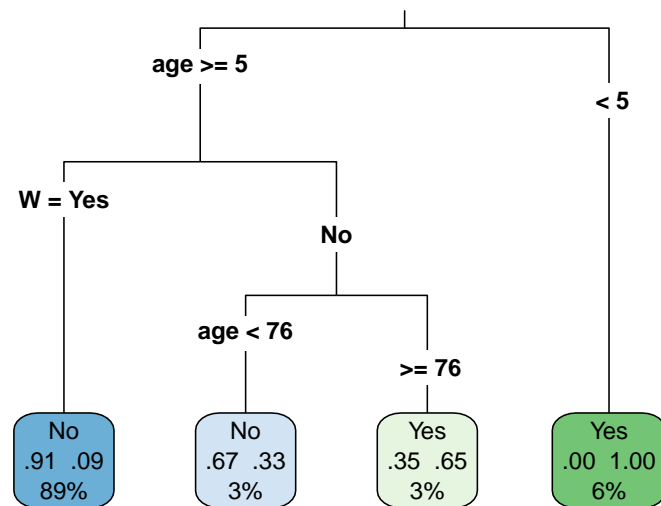 age >= 5
< 5
W = Yes
No
age < 76
>= 76
No
.91 .09
89%
No
.67 .33
3%
Yes
.35 .65
3%
Yes
.00 1.00
6%